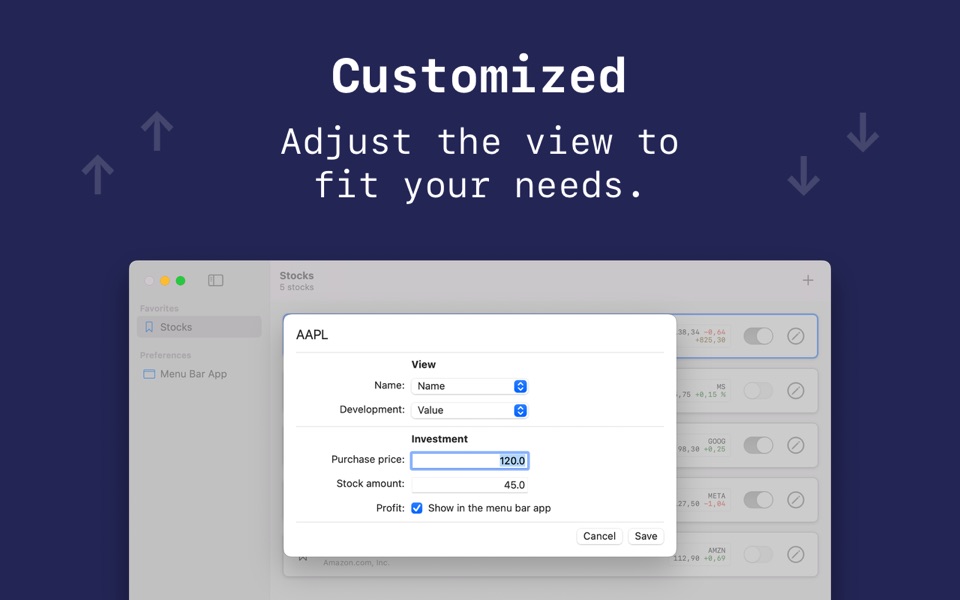 Customized
Adjust the view to
fit your needs.
Stocks
5 stocks
Favorites
Stocks
Preferences
Menu Bar App
AAPL
View
Name: Name
Development: Value
Investment
Purchase price: 120.0
Stock amount: 45.0
Profit: Show in the menu bar app
Cancel Save
38,34 -0,64
+825,30
MS
,75 +0,15 %
GOOG
98,30 +0,25
META
27,50 -1,04
AMZN
112,90 +0,69
Amazon.com, Inc.